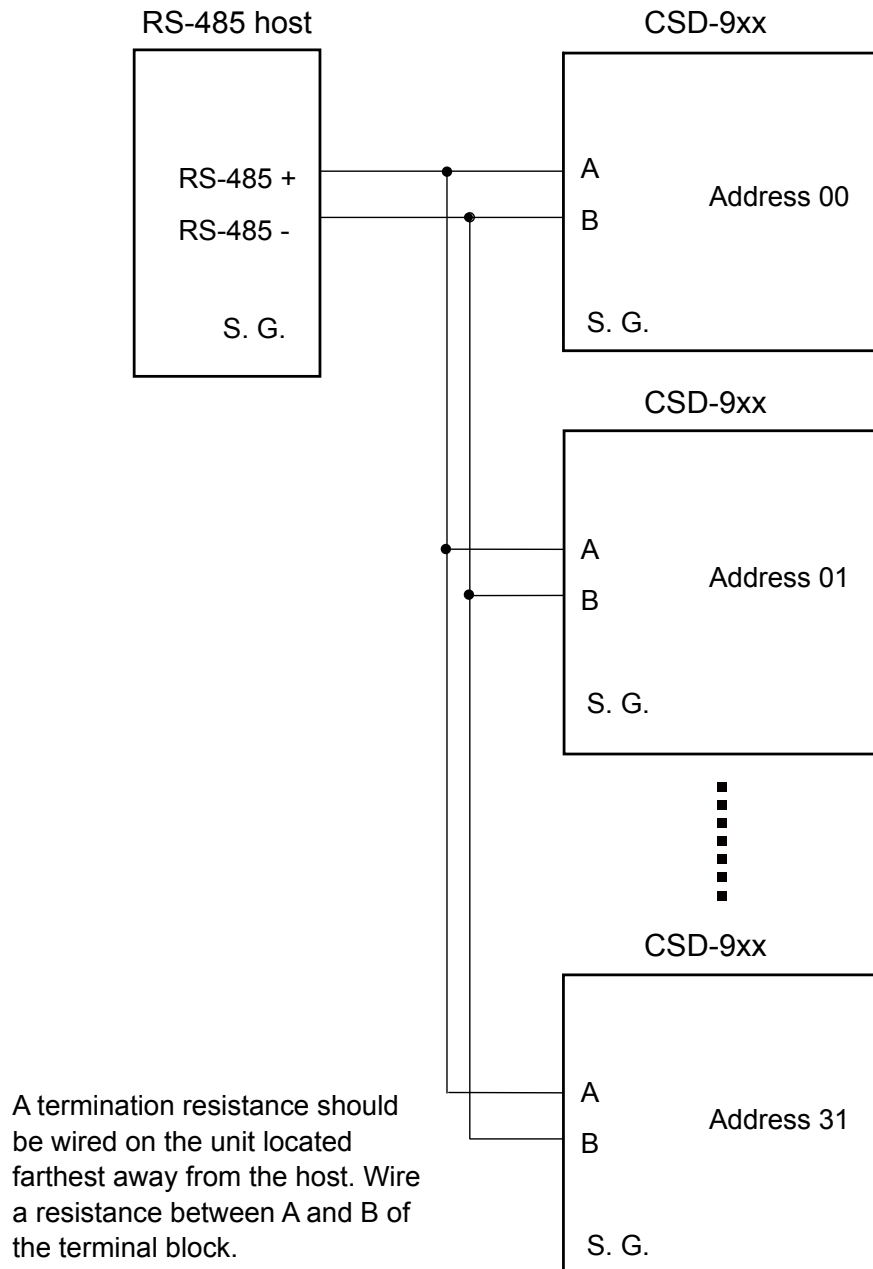 RS-485 host
RS-485 +
RS-485 -
S. G.
CSD-9xx
A
Address 00
B
S. G.
CSD-9xx
A
Address 01
B
S. G.
CSD-9xx
A
Address 31
B
S. G.
A termination resistance should
be wired on the unit located
farthest away from the host. Wire
a resistance between A and B of
the terminal block.